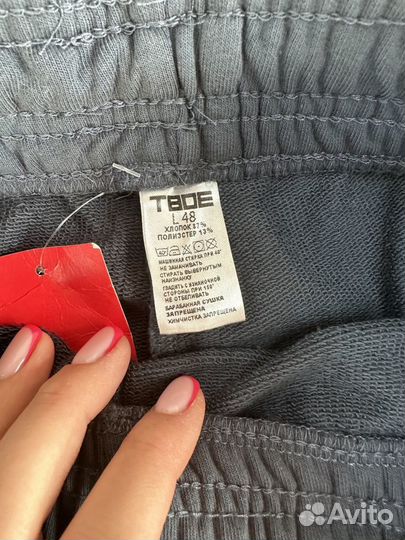 ТВОЕ
L 48
ХЛОПОК 87%
ПОЛИЭСТЕР 13%
МАШИННАЯ СТИРКА ПРИ 40°
НЕ ЗАМАЧИВАТЬ
СТИРАТЬ ВЫВЕРНУТЫМ
НАИЗНАНКУ
ГЛАДИТЬ С ИЗНАНОЧНОЙ
СТОРОНЫ ПРИ 150°
НЕ ОТБЕЛИВАТЬ
БАРАБАННАЯ СУШКА
ЗАПРЕЩЕНА
ХИМЧИСТКА ЗАПРЕЩЕНА
Avito